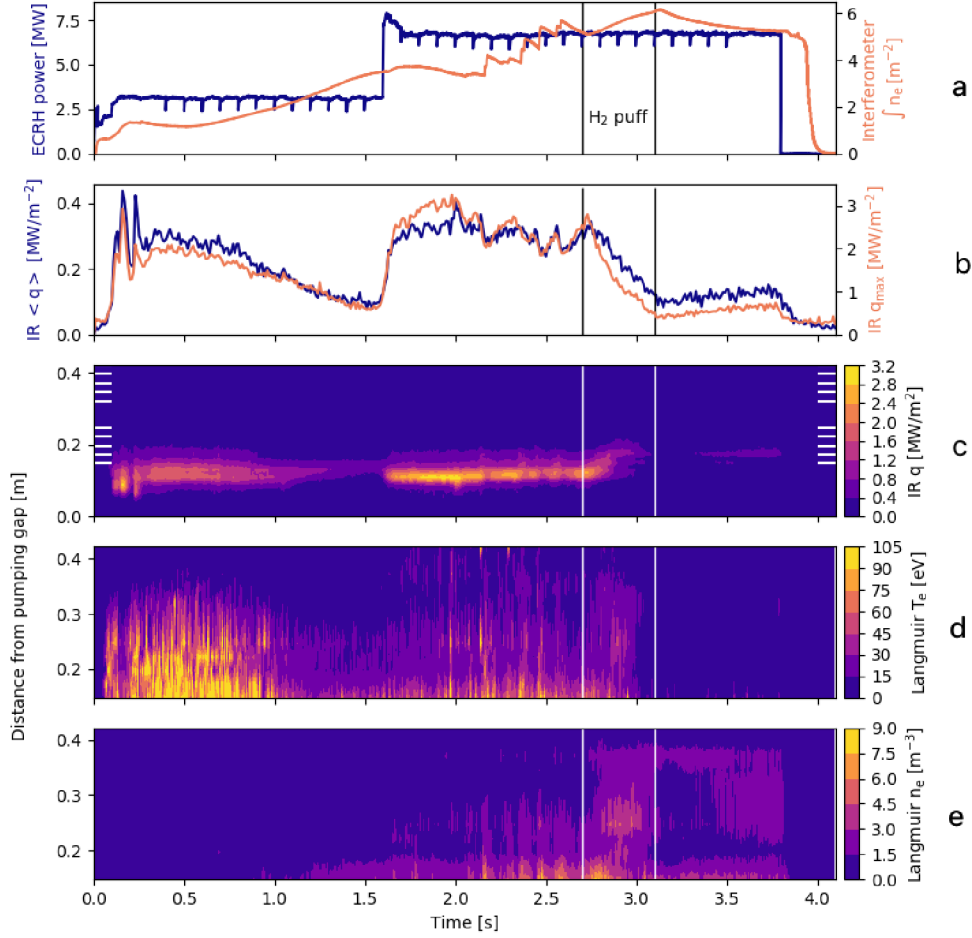 ECRH power [MW]
7.5
5.0
2.5
0.0
H₂ puff
6
4
2
0
Interferometer
∫ nₑ [m⁻²]
a
IR < q > [MW/m⁻²]
0.4
0.2
0.0
3
2
1
0
IR qₘₐₓ [MW/m⁻²]
b
Distance from pumping gap [m]
0.4
0.2
0.0
3.2
2.8
2.4
2.0
1.6
1.2
0.8
0.4
0.0
IR q [MW/m²]
c
0.4
0.3
0.2
105
90
75
60
45
30
15
0
Langmuir Tₑ [eV]
d
0.4
0.3
0.2
9.0
7.5
6.0
4.5
3.0
1.5
0.0
Langmuir nₑ [m⁻³]
e
0.0 0.5 1.0 1.5 2.0 2.5 3.0 3.5 4.0
Time [s]